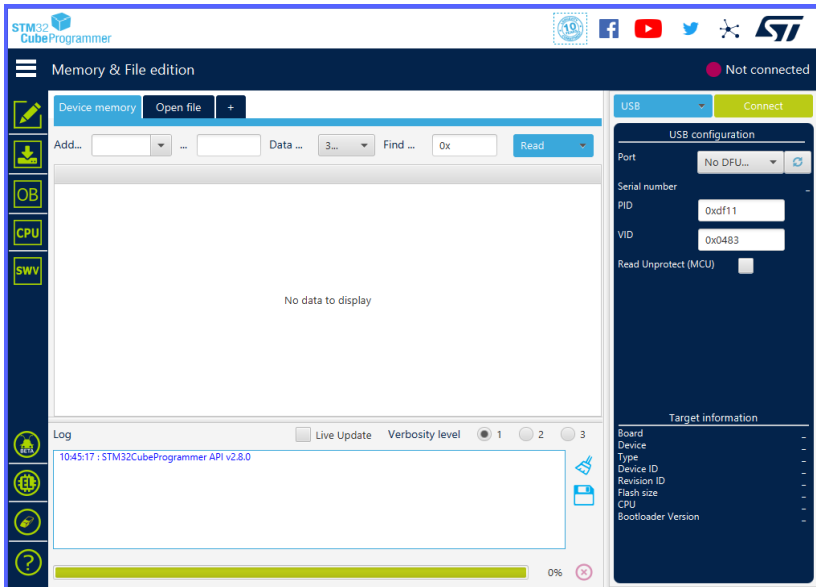 STM32
CubeProgrammer
10
Memory & File edition
Not connected
Device memory
Open file
+
USB
Connect
Add...
...
Data ...
3...
Find ...
0x
Read
USB configuration
Port
No DFU...
Serial number
-
PID
0xdf11
VID
0x0483
Read Unprotect (MCU)
OB
CPU
SWV
No data to display
Log
Live Update
Verbosity level
1
2
3
10:45:17 : STM32CubeProgrammer API v2.8.0
0%
Target information
Board -
Device -
Type -
Device ID -
Revision ID -
Flash size -
CPU -
Bootloader Version -
BETA
?